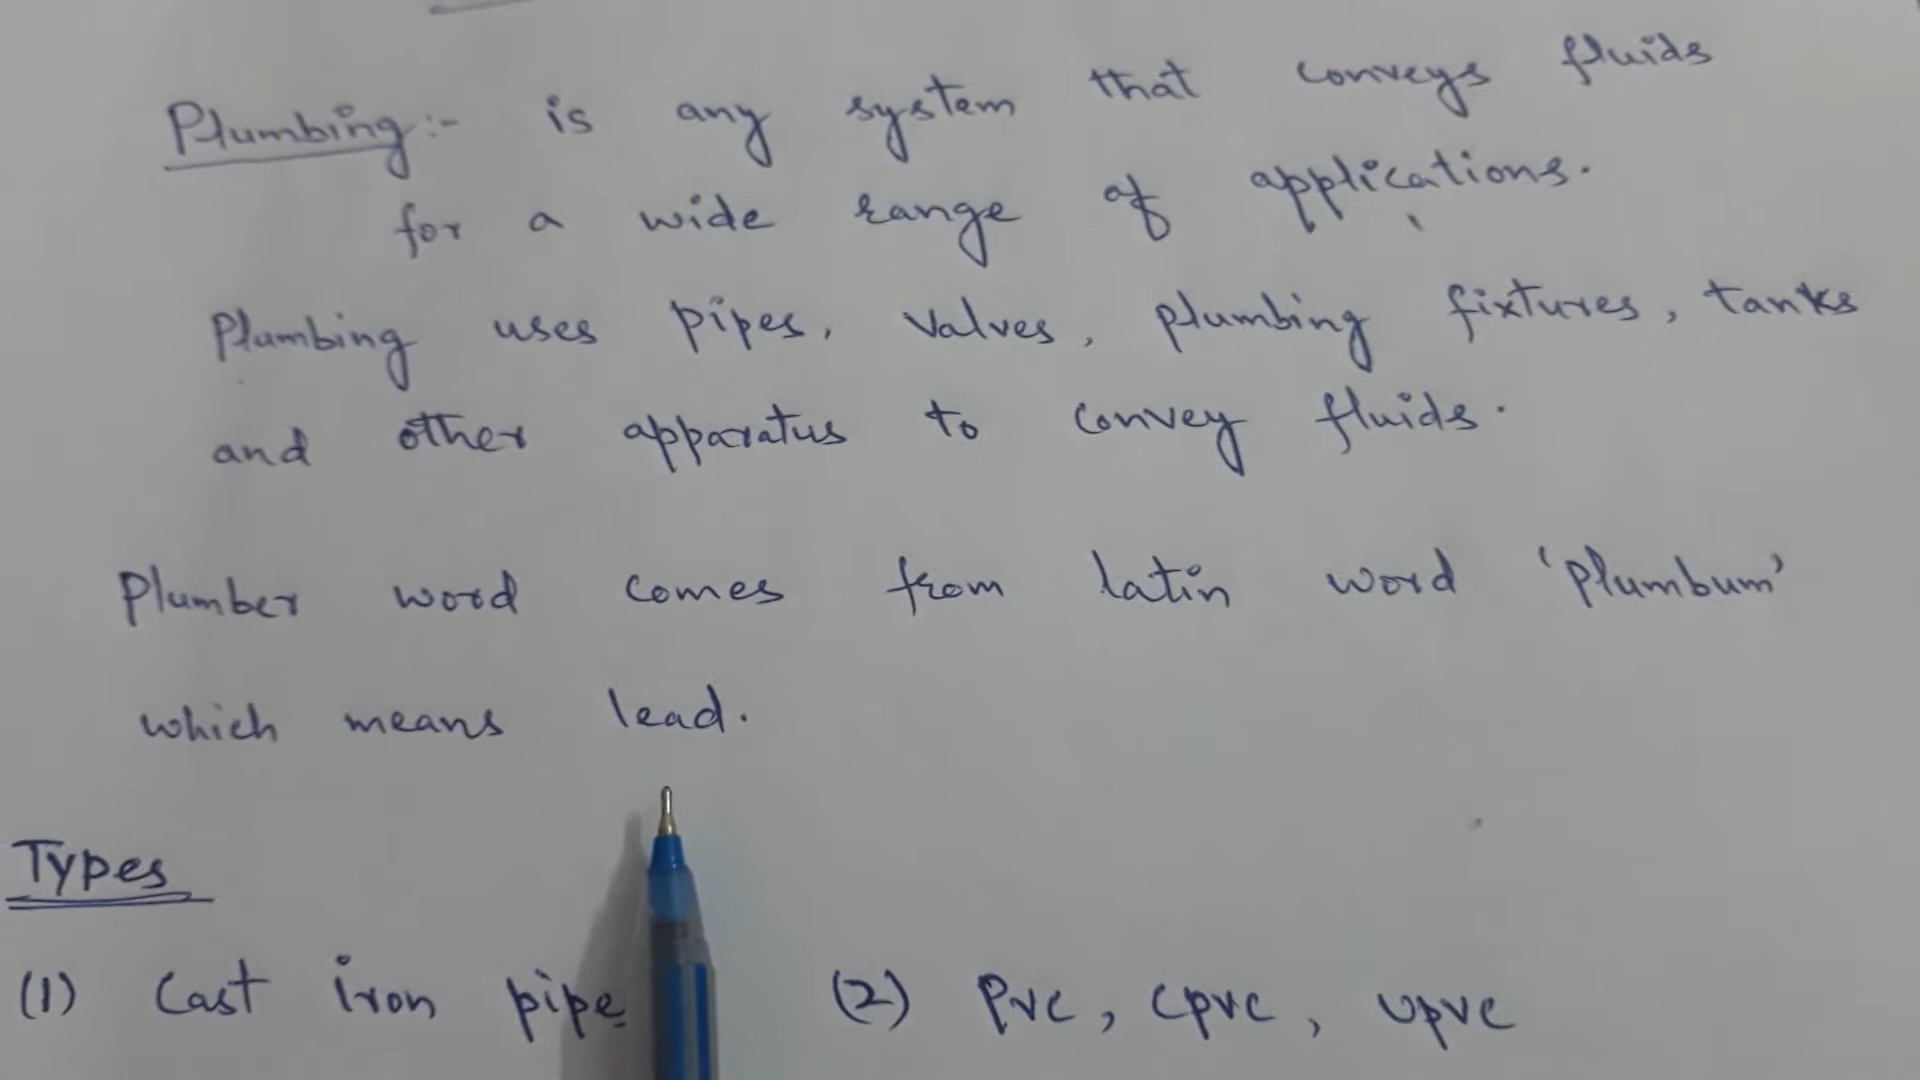 Plumbing:- is any system that conveys fluids
for a wide range of applications.
Plumbing uses pipes, valves, plumbing fixtures, tanks
and other apparatus to convey fluids.
Plumber word comes from latin word 'plumbum'
which means lead.
Types
(1) Cast iron pipe (2) Pvc, cpvc, upvc